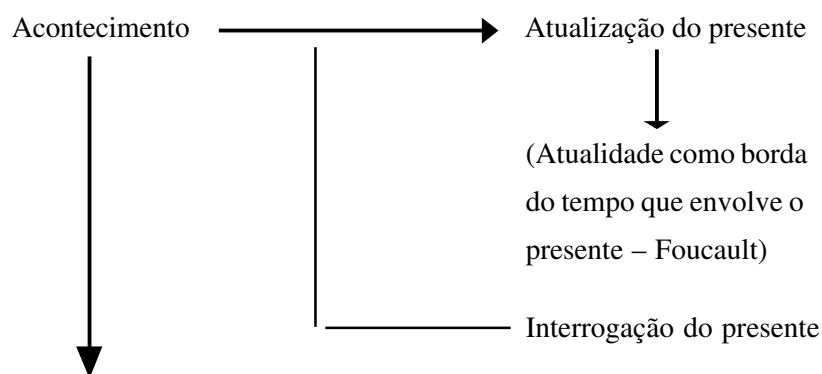 Acontecimento
Atualização do presente
(Atualidade como borda
do tempo que envolve o
presente – Foucault)
Interrogação do presente